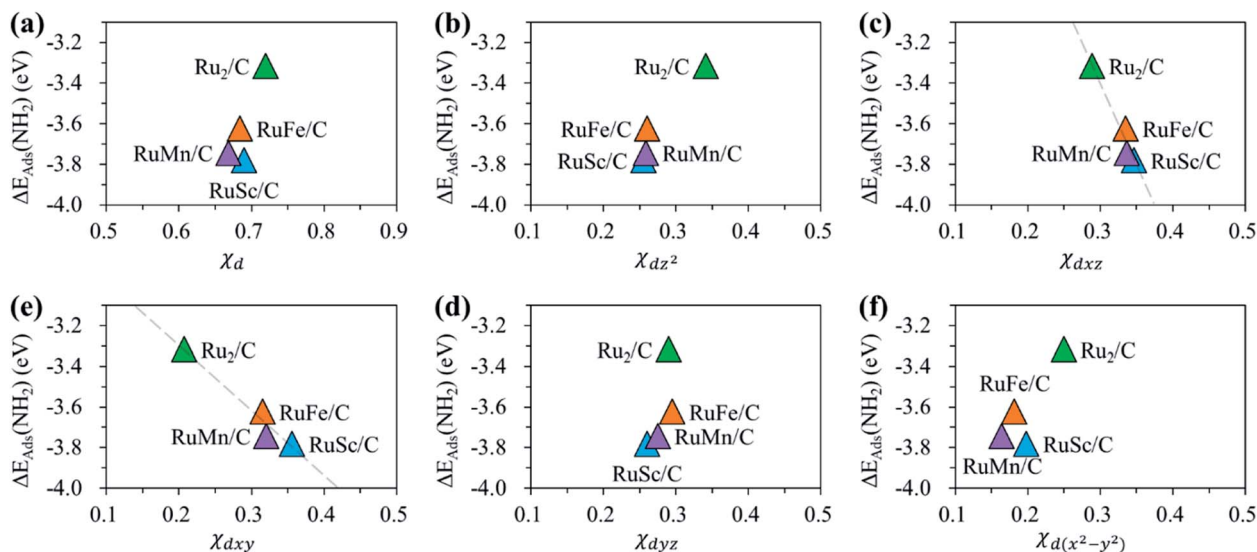 (a)
ΔE_Ads(NH₂) (eV)
-3.2
-3.4
-3.6
-3.8
-4.0
Ru₂/C
RuFe/C
RuMn/C
RuSc/C
0.5 0.6 0.7 0.8 0.9
χ_d
(b)
ΔE_Ads(NH₂) (eV)
-3.2
-3.4
-3.6
-3.8
-4.0
Ru₂/C
RuFe/C
RuSc/C RuMn/C
0.1 0.2 0.3 0.4 0.5
χ_dz²
(c)
ΔE_Ads(NH₂) (eV)
-3.2
-3.4
-3.6
-3.8
-4.0
Ru₂/C
RuFe/C
RuMn/C RuSc/C
0.1 0.2 0.3 0.4 0.5
χ_dxz
(e)
ΔE_Ads(NH₂) (eV)
-3.2
-3.4
-3.6
-3.8
-4.0
Ru₂/C
RuFe/C
RuMn/C RuSc/C
0.1 0.2 0.3 0.4 0.5
χ_dxy
(d)
ΔE_Ads(NH₂) (eV)
-3.2
-3.4
-3.6
-3.8
-4.0
Ru₂/C
RuFe/C
RuMn/C
RuSc/C
0.1 0.2 0.3 0.4 0.5
χ_dyz
(f)
ΔE_Ads(NH₂) (eV)
-3.2
-3.4
-3.6
-3.8
-4.0
Ru₂/C
RuFe/C
RuSc/C
RuMn/C
0.1 0.2 0.3 0.4 0.5
χ_d(x²−y²)